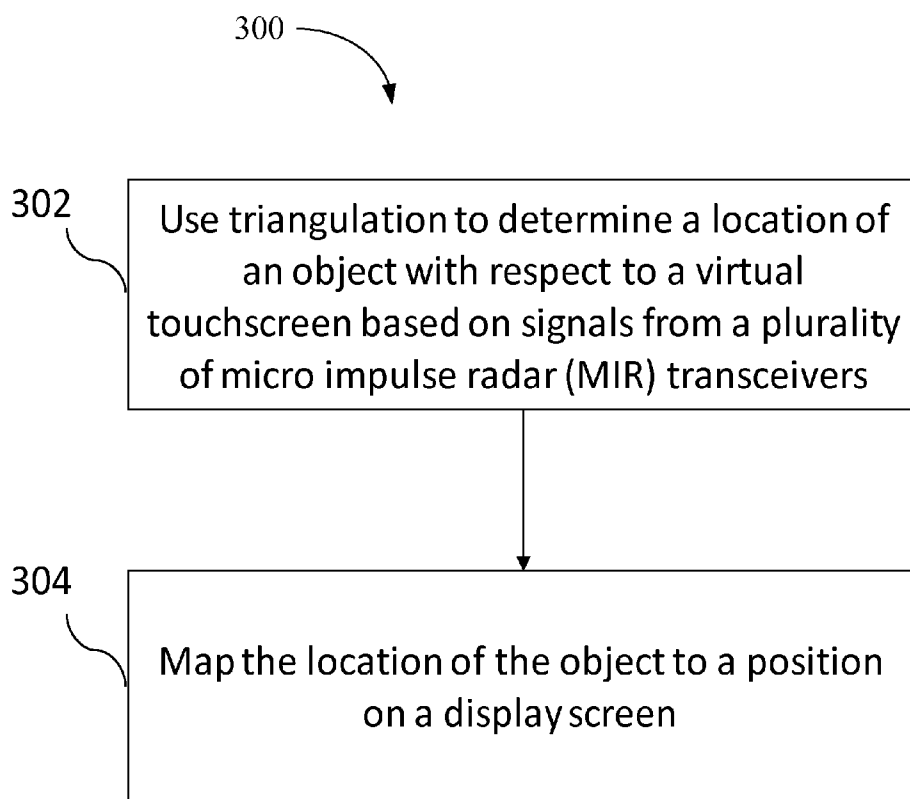 300
302
Use triangulation to determine a location of
an object with respect to a virtual
touchscreen based on signals from a plurality
of micro impulse radar (MIR) transceivers
304
Map the location of the object to a position
on a display screen